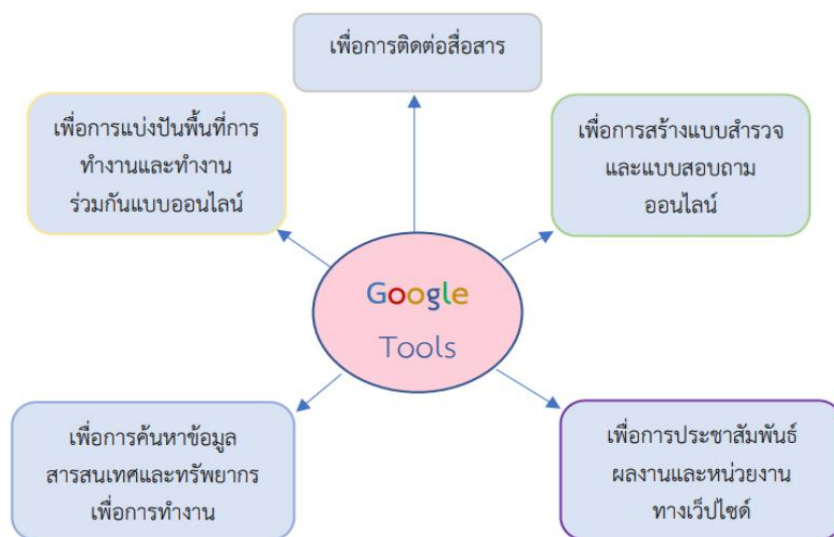 เพื่อการติดต่อสื่อสาร
เพื่อการแบ่งปันพื้นที่การ
ทำงานและทำงาน
ร่วมกันแบบออนไลน์
เพื่อการสร้างแบบสำรวจ
และแบบสอบถาม
ออนไลน์
Google
Tools
เพื่อการค้นหาข้อมูล
สารสนเทศและทรัพยากร
เพื่อการทำงาน
เพื่อการประชาสัมพันธ์
ผลงานและหน่วยงาน
ทางเว็ปไซด์